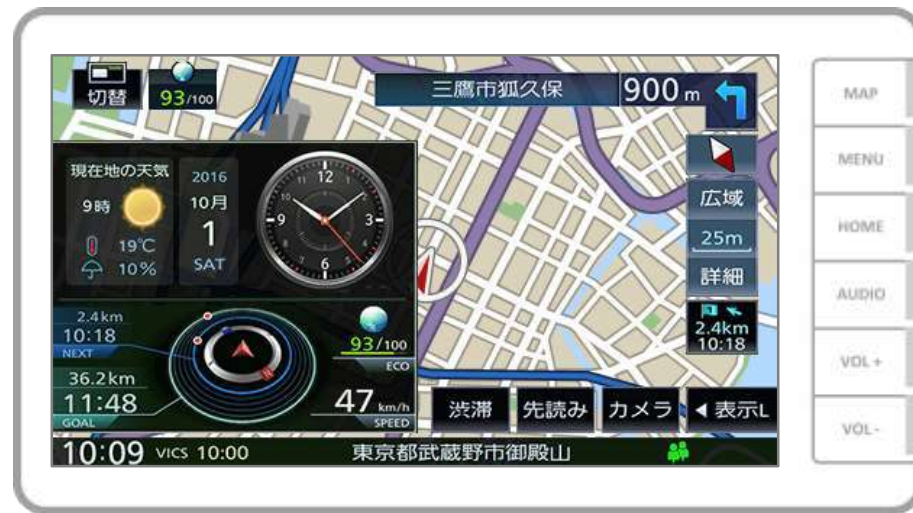 切替
93/100
三鷹市狐久保 900 m
現在地の天気
9時
19℃
10%
2016
10月
1
SAT
12
3
6
9
広域
25m
詳細
2.4km
10:18
2.4km
10:18
NEXT
36.2km
11:48
GOAL
93/100
ECO
47 km/h
SPEED
渋滞 先読み カメラ ◀表示L
10:09 VICS 10:00 東京都武蔵野市御殿山
MAP
MENU
HOME
AUDIO
VOL +
VOL -